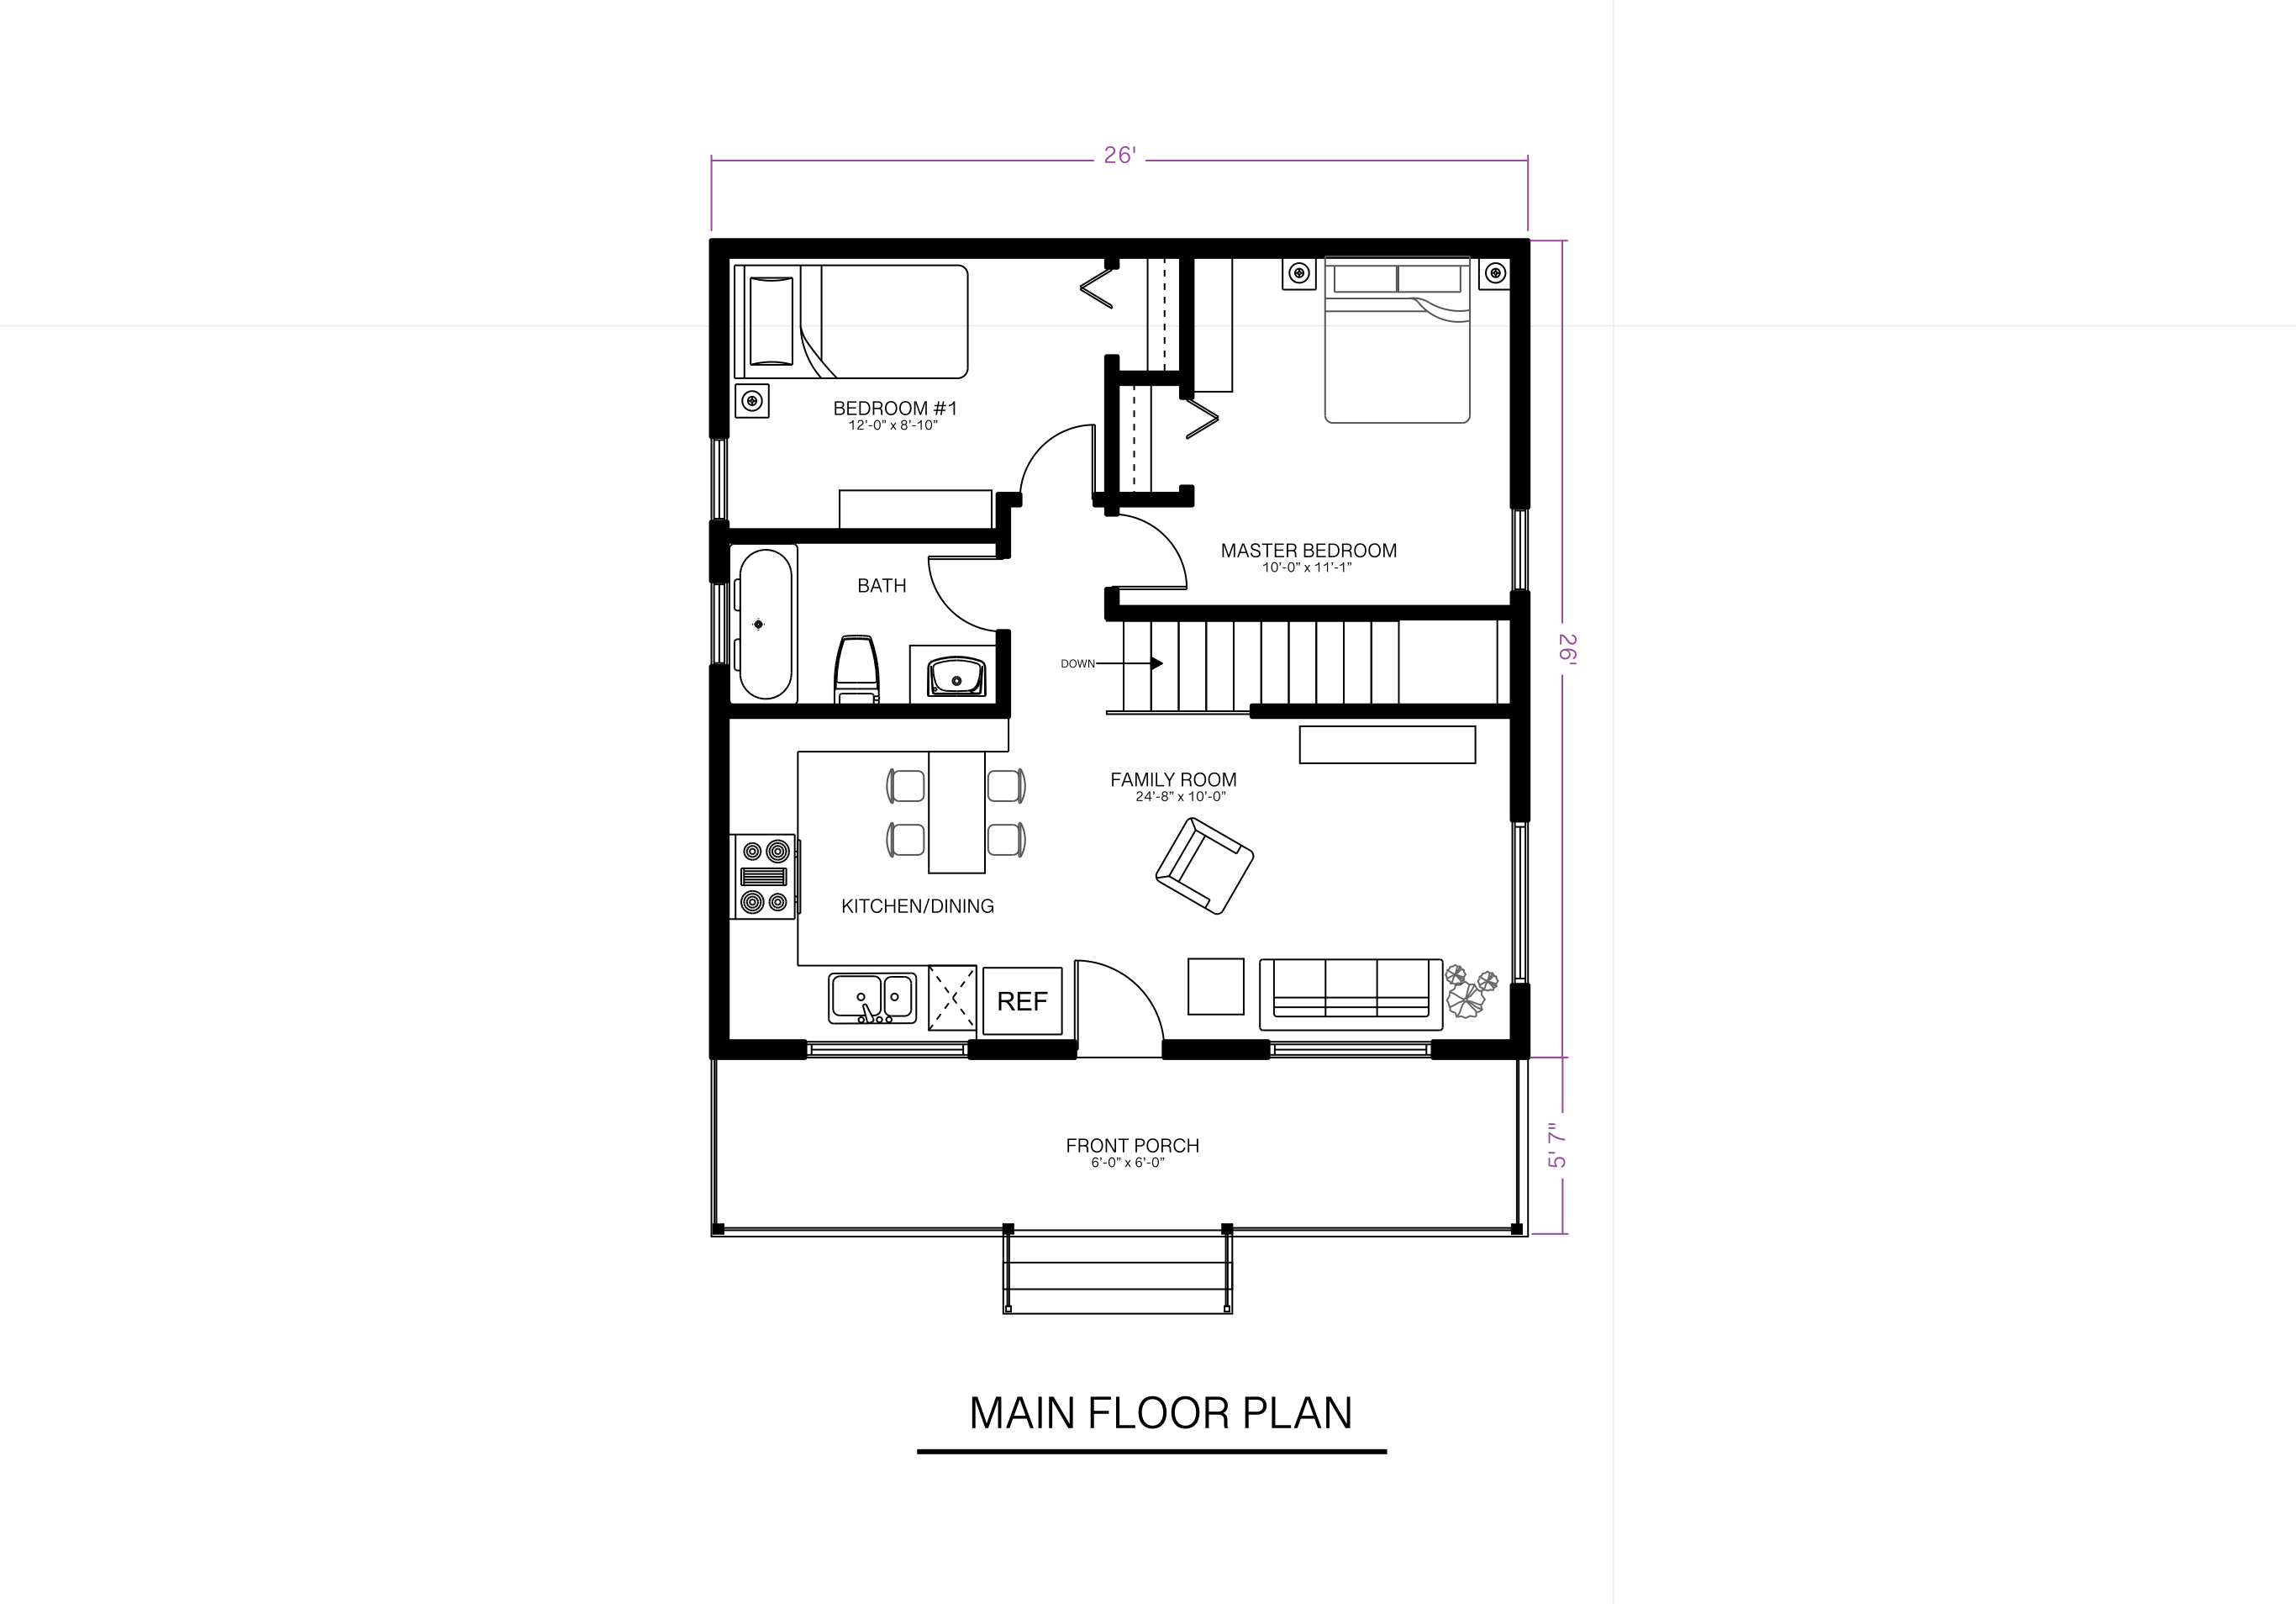 26'
BEDROOM #1
12'-0" x 8'-10"
MASTER BEDROOM
10'-0" x 11'-1"
BATH
26'
DOWN
FAMILY ROOM
24'-8" x 10'-0"
KITCHEN/DINING
REF
FRONT PORCH
6'-0" x 6'-0"
5' 7"
MAIN FLOOR PLAN